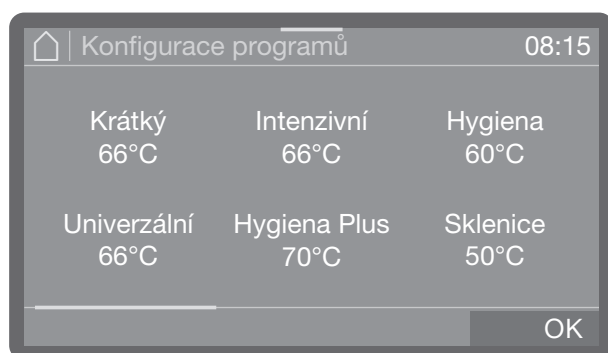 Konfigurace programů 08:15
Krátký Intenzivní Hygiena
66°C 66°C 60°C
Univerzální Hygiena Plus Sklenice
66°C 70°C 50°C
OK